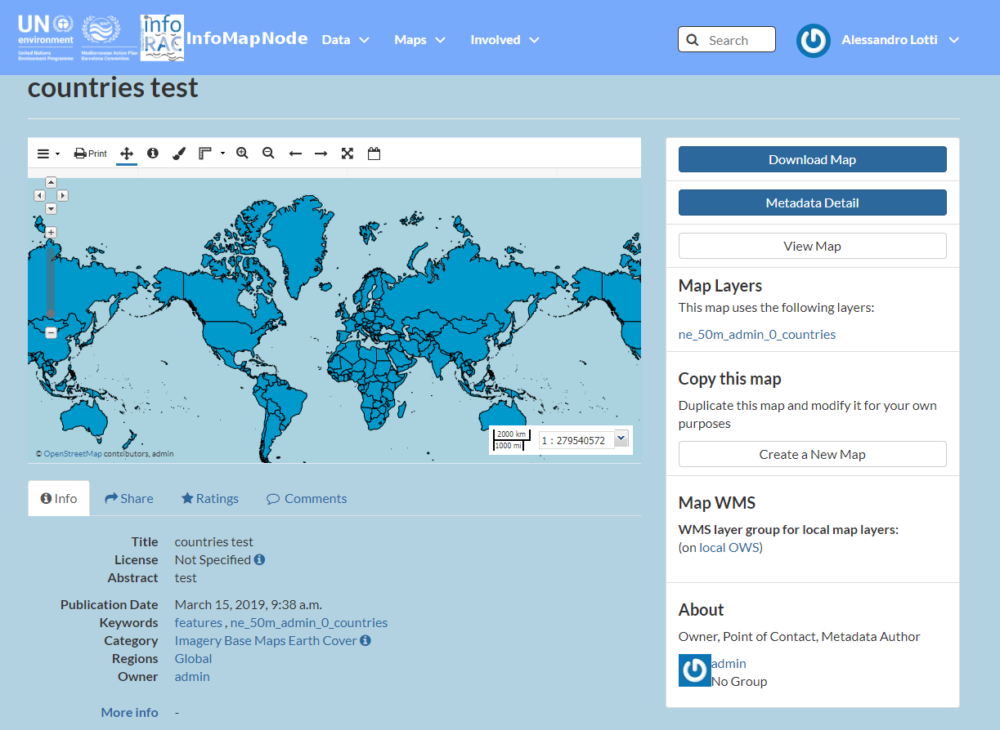 UN
environment
United Nations
Environment Programme
Mediterranean Action Plan
Barcelona Convention
info
RAC
InfoMapNode
Data
Maps
Involved
Search
Alessandro Lotti
countries test
Print
© OpenStreetMap contributors, admin
2000 km
1000 mi
1 : 279540572
Download Map
Metadata Detail
View Map
Map Layers
This map uses the following layers:
ne_50m_admin_0_countries
Copy this map
Duplicate this map and modify it for your own
purposes
Create a New Map
Map WMS
WMS layer group for local map layers:
(on local OWS)
About
Owner, Point of Contact, Metadata Author
admin
No Group
Info
Share
Ratings
Comments
Title countries test
License Not Specified
Abstract test
Publication Date March 15, 2019, 9:38 a.m.
Keywords features , ne_50m_admin_0_countries
Category Imagery Base Maps Earth Cover
Regions Global
Owner admin
More info -